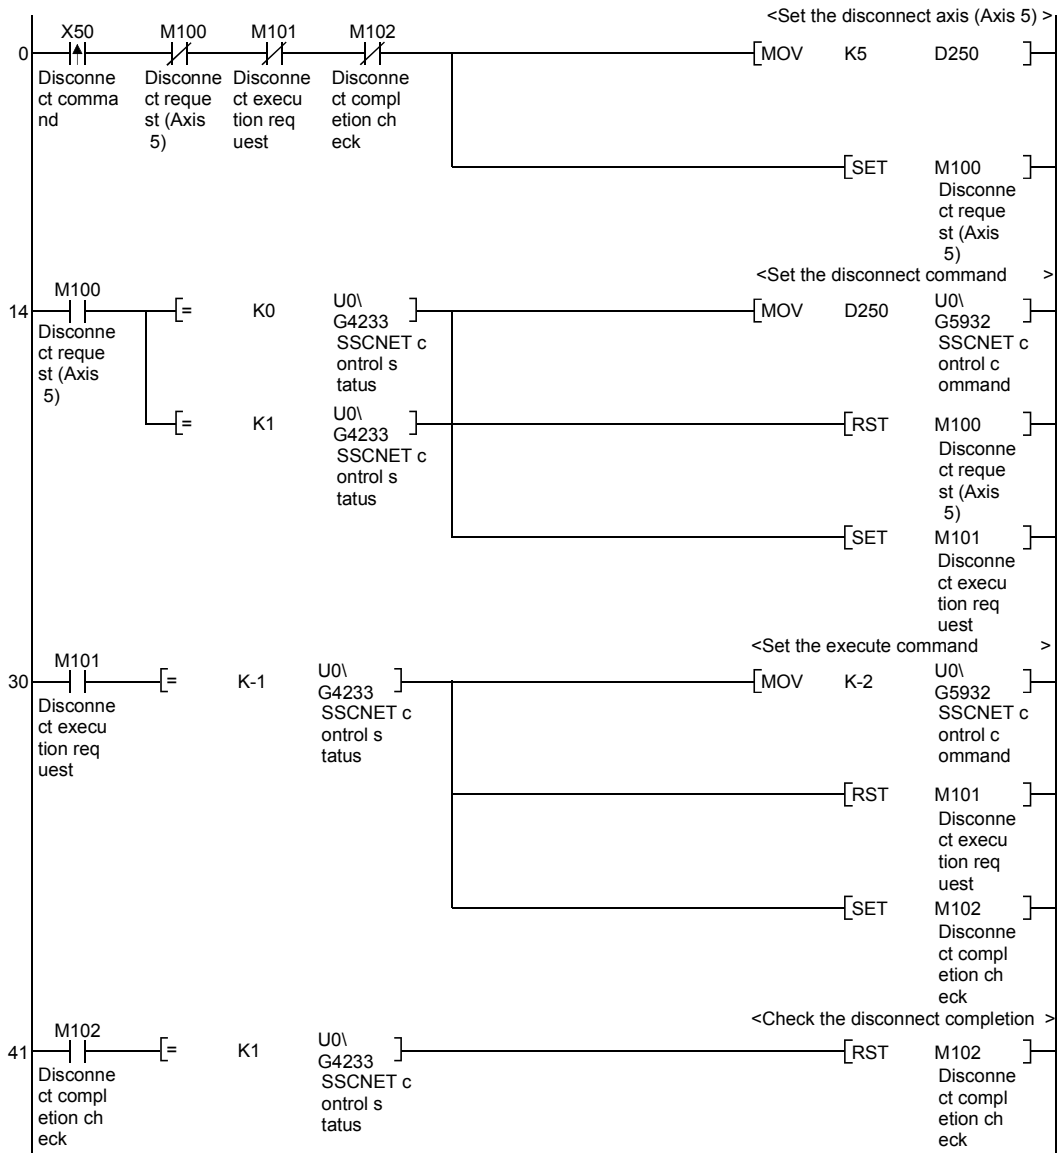 <Set the disconnect axis (Axis 5) >
X50 M100 M101 M102
0 [MOV K5 D250 ]
Disconne Disconne Disconne Disconne
ct comma ct reque ct execu ct compl
nd st (Axis tion req etion ch
5) uest eck
[SET M100 ]
Disconne
ct reque
st (Axis
5)
<Set the disconnect command >
M100
14 [= K0 U0\ ] [MOV D250 U0\ ]
G4233 G5932
Disconne SSCNET c SSCNET c
ct reque ontrol s ontrol c
st (Axis tatus ommand
5)
[= K1 U0\ ] [RST M100 ]
G4233 Disconne
SSCNET c ct reque
ontrol s st (Axis
tatus 5)
[SET M101 ]
Disconne
ct execu
tion req
uest
<Set the execute command >
M101
30 [= K-1 U0\ ] [MOV K-2 U0\ ]
G4233 G5932
Disconne SSCNET c SSCNET c
ct execu ontrol s ontrol c
tion req tatus ommand
uest
[RST M101 ]
Disconne
ct execu
tion req
uest
[SET M102 ]
Disconne
ct compl
etion ch
eck
<Check the disconnect completion >
M102
41 [= K1 U0\ ] [RST M102 ]
G4233
Disconne SSCNET c Disconne
ct compl ontrol s ct compl
etion ch tatus etion ch
eck eck